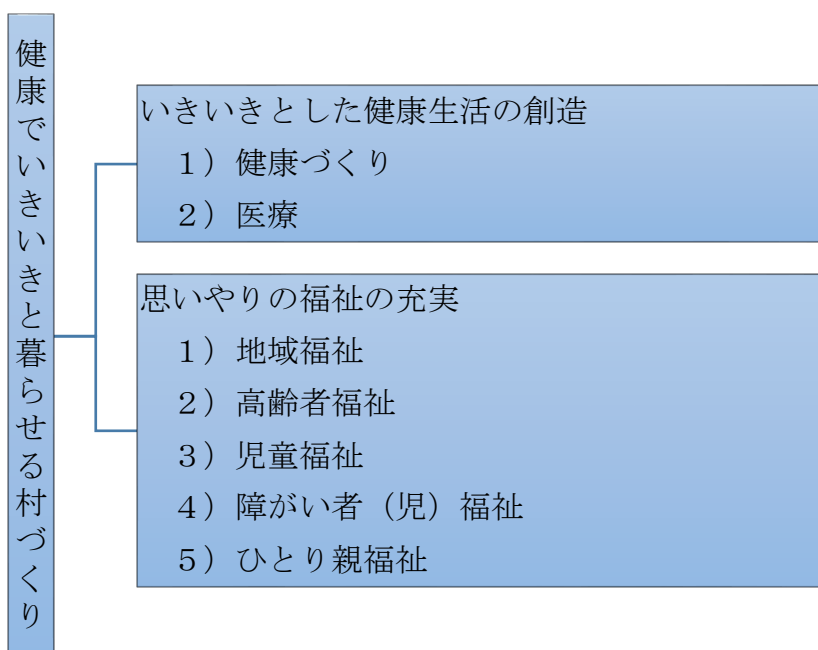 健康でいきいきと暮らせる村づくり
いきいきとした健康生活の創造
１）健康づくり
２）医療
思いやりの福祉の充実
１）地域福祉
２）高齢者福祉
３）児童福祉
４）障がい者（児）福祉
５）ひとり親福祉